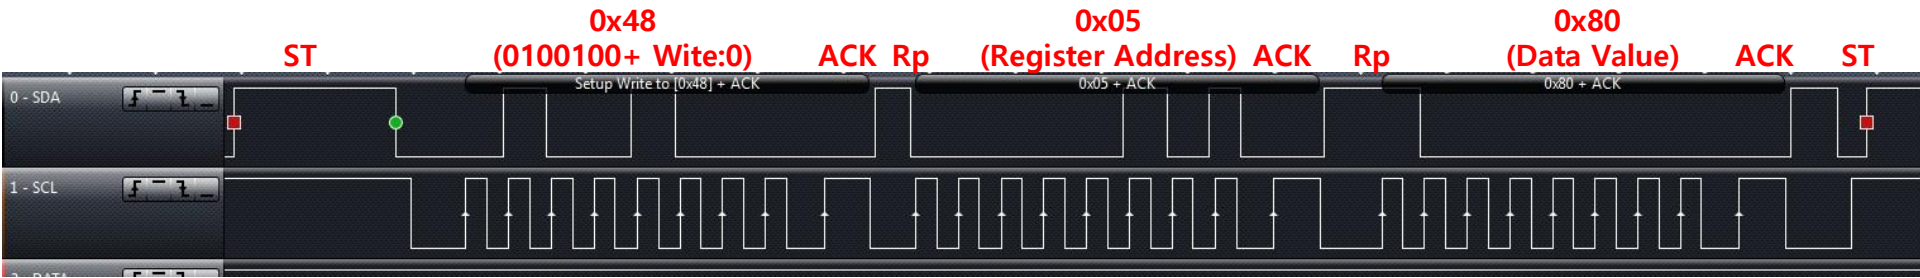 0x48 0x05 0x80
ST (0100100+ Wite:0) ACK Rp (Register Address) ACK Rp (Data Value) ACK ST
Setup Write to [0x48] + ACK 0x05 + ACK 0x80 + ACK
0 - SDA
1 - SCL